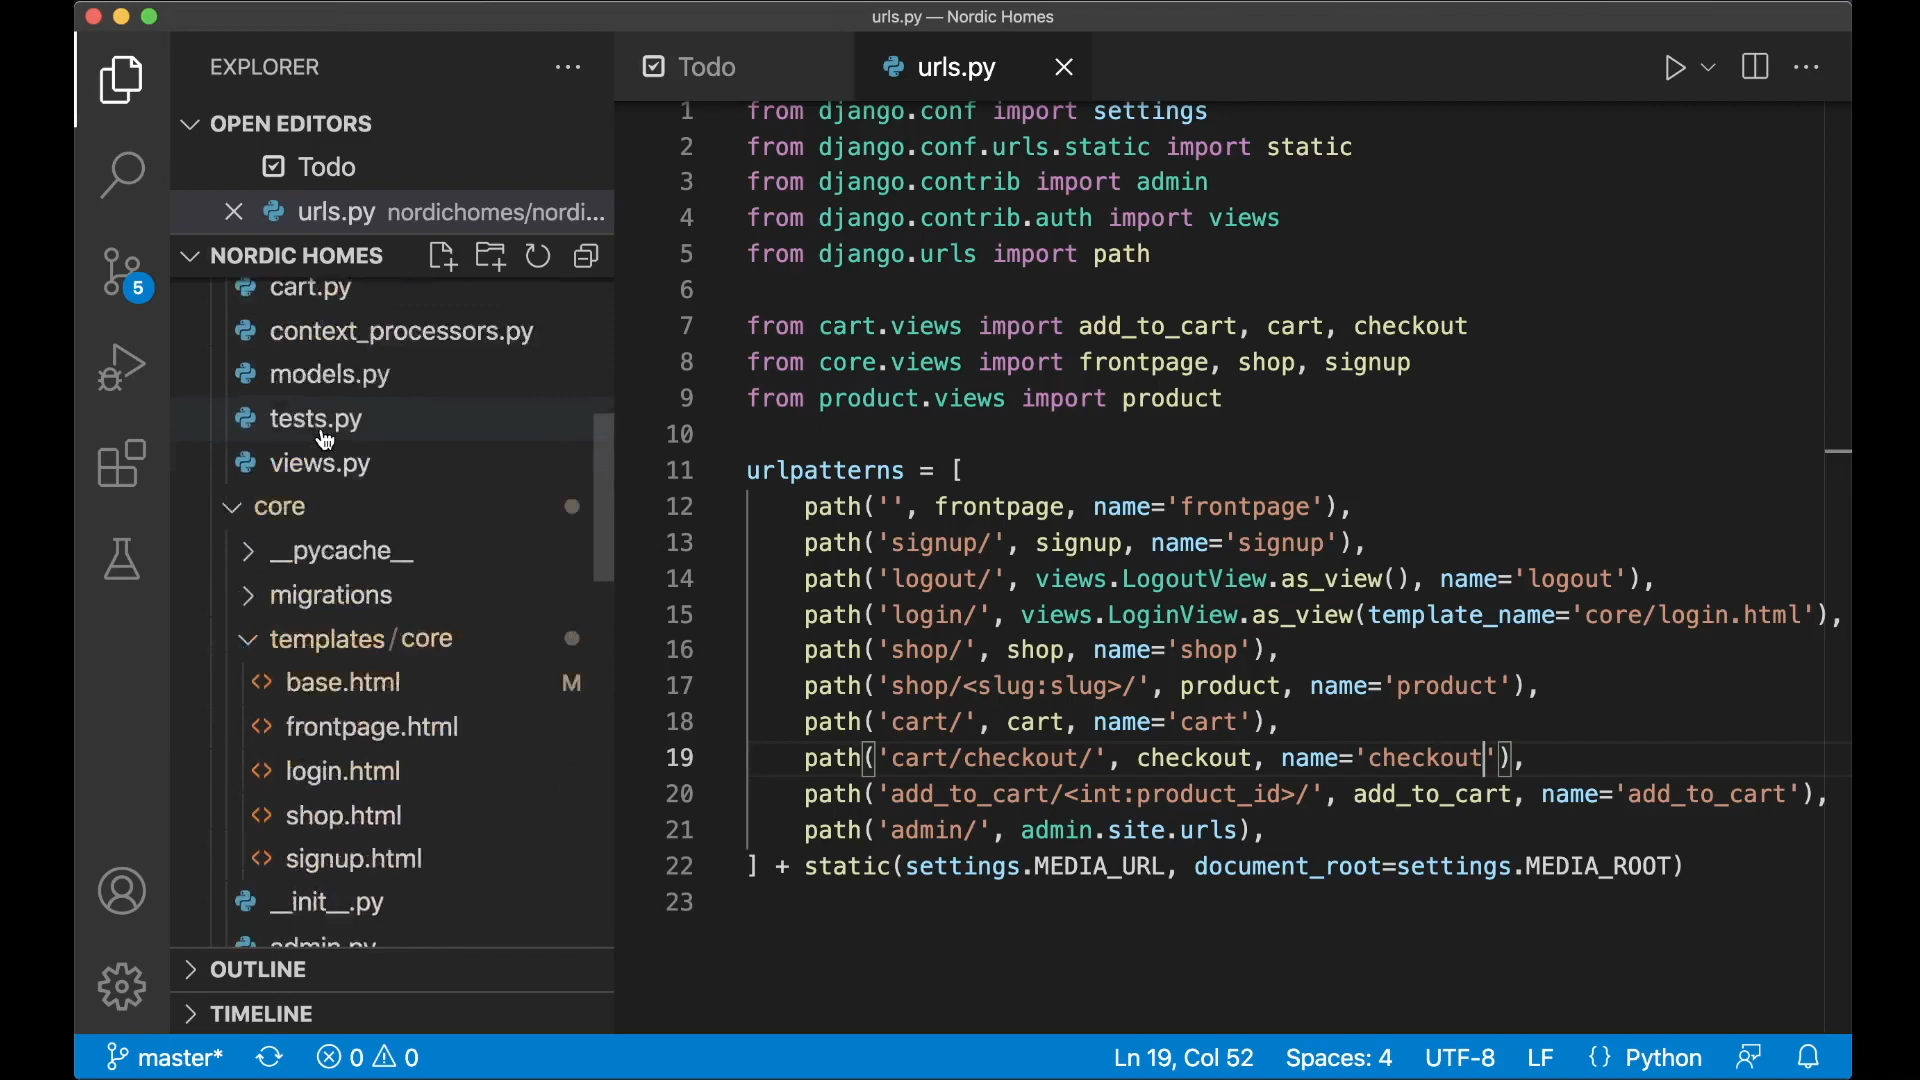 urls.py — Nordic Homes
EXPLORER
OPEN EDITORS
Todo
urls.py nordichomes/nordi...
NORDIC HOMES
cart.py
context_processors.py
models.py
tests.py
views.py
core
__pycache__
migrations
templates/core
base.html M
frontpage.html
login.html
shop.html
signup.html
__init__.py
admin.py
OUTLINE
TIMELINE
5
Todo
urls.py
1 from django.conf import settings
2 from django.conf.urls.static import static
3 from django.contrib import admin
4 from django.contrib.auth import views
5 from django.urls import path
6
7 from cart.views import add_to_cart, cart, checkout
8 from core.views import frontpage, shop, signup
9 from product.views import product
10
11 urlpatterns = [
12 path('', frontpage, name='frontpage'),
13 path('signup/', signup, name='signup'),
14 path('logout/', views.LogoutView.as_view(), name='logout'),
15 path('login/', views.LoginView.as_view(template_name='core/login.html'),
16 path('shop/', shop, name='shop'),
17 path('shop/<slug:slug>/', product, name='product'),
18 path('cart/', cart, name='cart'),
19 path('cart/checkout/', checkout, name='checkout'),
20 path('add_to_cart/<int:product_id>/', add_to_cart, name='add_to_cart'),
21 path('admin/', admin.site.urls),
22 ] + static(settings.MEDIA_URL, document_root=settings.MEDIA_ROOT)
23
master* 0 0 Ln 19, Col 52 Spaces: 4 UTF-8 LF {} Python